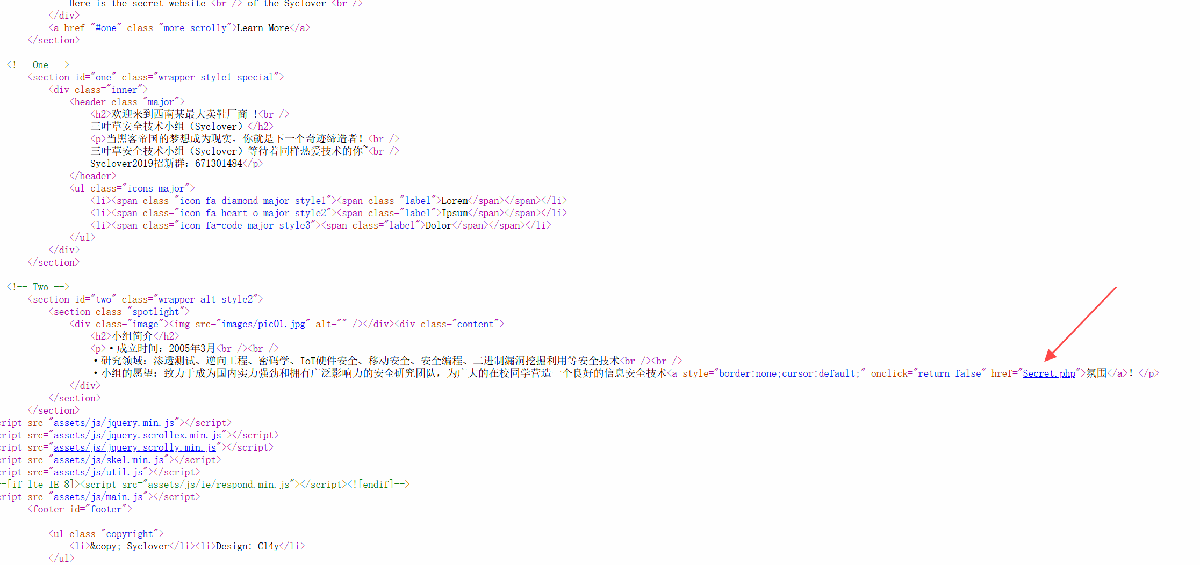 Here is the secret website <br /> of the Syclover <br />
</div>
<a href="#one" class="more scrolly">Learn More</a>
</section>
<!-- One -->
<section id="one" class="wrapper style1 special">
<div class="inner">
<header class="major">
<h2>欢迎来到西南某最大卖鞋厂商！<br />
三叶草安全技术小组（Syclover）</h2>
<p>当黑客帝国的梦想成为现实，你就是下一个奇迹缔造者！<br />
三叶草安全技术小组（Syclover）等你若同样热爱技术的你~<br />
Syclover2019招新群：671301484</p>
</header>
<ul class="icons major">
<li><span class="icon fa-diamond major style1"><span class="label">Lorem</span></span></li>
<li><span class="icon fa-heart-o major style2"><span class="label">Ipsum</span></span></li>
<li><span class="icon fa-code major style3"><span class="label">Dolor</span></span></li>
</ul>
</div>
</section>
<!-- Two -->
<section id="two" class="wrapper alt style2">
<section class="spotlight">
<div class="image"><img src="images/pic01.jpg" alt="" /></div><div class="content">
<h2>小组简介</h2>
<p>·成立时间：2005年3月<br /><br />
·研究领域：渗透测试、逆向工程、密码学、IoT硬件安全、移动安全、安全编程、二进制漏洞挖掘利用等安全技术<br /><br />
·小组的愿望：致力于成为国内实力强劲和拥有广泛影响力的安全研究团队，为广大的在校同学营造一个良好的信息安全技术<a style="border:none;cursor:default;" onclick="return false" href="Secret.php">氛围</a>！</p>
</div>
</section>
</section>
cript src="assets/js/jquery.min.js"></script>
cript src="assets/js/jquery.scrollex.min.js"></script>
cript src="assets/js/jquery.scrolly.min.js"></script>
cript src="assets/js/skel.min.js"></script>
cript src="assets/js/util.js"></script>
--[if lte IE 8]><script src="assets/js/ie/respond.min.js"></script><![endif]-->
cript src="assets/js/main.js"></script>
<footer id="footer">
<ul class="copyright">
<li>&copy; Syclover</li><li>Design: Cl4y</li>
</ul>